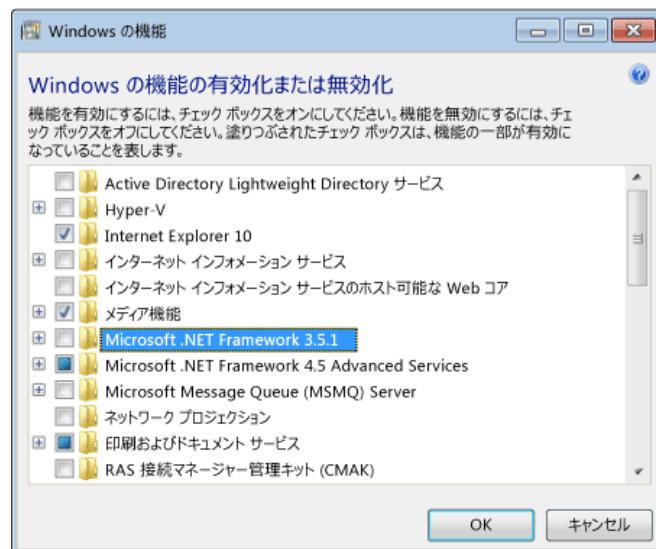 Windows の機能
Windows の機能の有効化または無効化
機能を有効にするには、チェック ボックスをオンにしてください。機能を無効にするには、チェ
ック ボックスをオフにしてください。塗りつぶされたチェック ボックスは、機能の一部が有効に
なっていることを表します。
Active Directory Lightweight Directory サービス
Hyper-V
Internet Explorer 10
インターネット インフォメーション サービス
インターネット インフォメーション サービスのホスト可能な Web コア
メディア機能
Microsoft .NET Framework 3.5.1
Microsoft .NET Framework 4.5 Advanced Services
Microsoft Message Queue (MSMQ) Server
ネットワーク プロジェクション
印刷およびドキュメント サービス
RAS 接続マネージャー管理キット (CMAK)
OK キャンセル